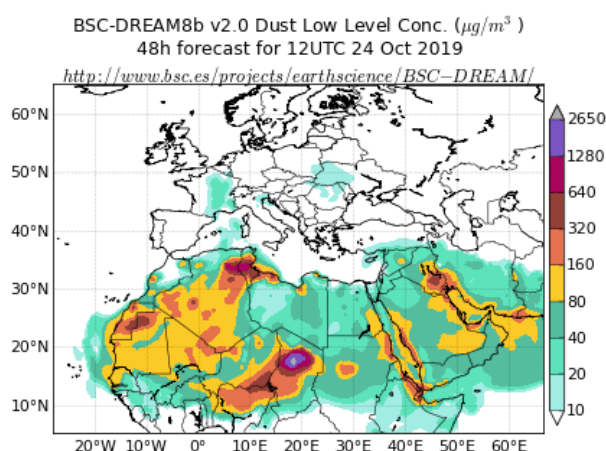 BSC-DREAM8b v2.0 Dust Low Level Conc. (μg/m³ )
48h forecast for 12UTC 24 Oct 2019
http://www.bsc.es/projects/earthscience/BSC−DREAM/
60°N
50°N
40°N
30°N
20°N
10°N
20°W 10°W 0° 10°E 20°E 30°E 40°E 50°E 60°E
2650
1280
640
320
160
80
40
20
10